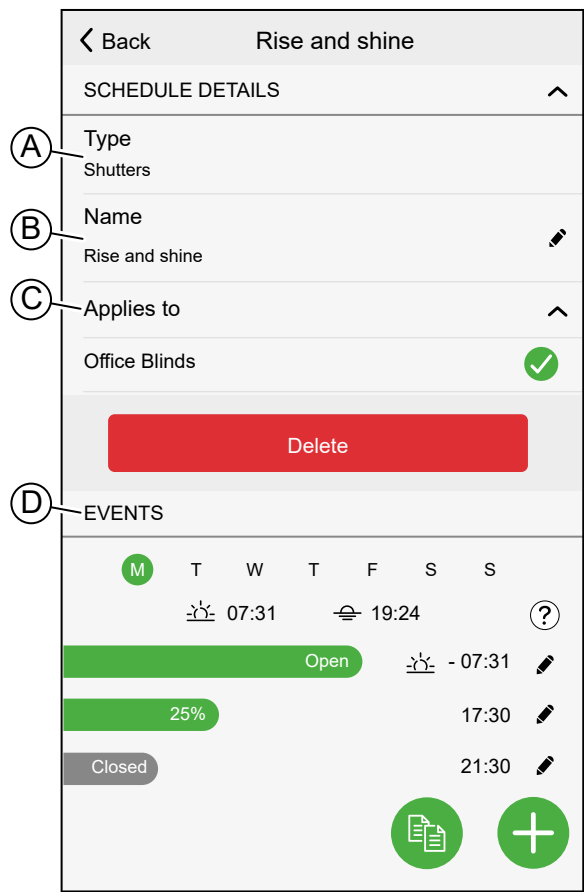 Back Rise and shine
SCHEDULE DETAILS
A
Type
Shutters
B
Name
Rise and shine
C
Applies to
Office Blinds
Delete
D
EVENTS
M T W T F S S
07:31 19:24 ?
Open - 07:31
25% 17:30
Closed 21:30